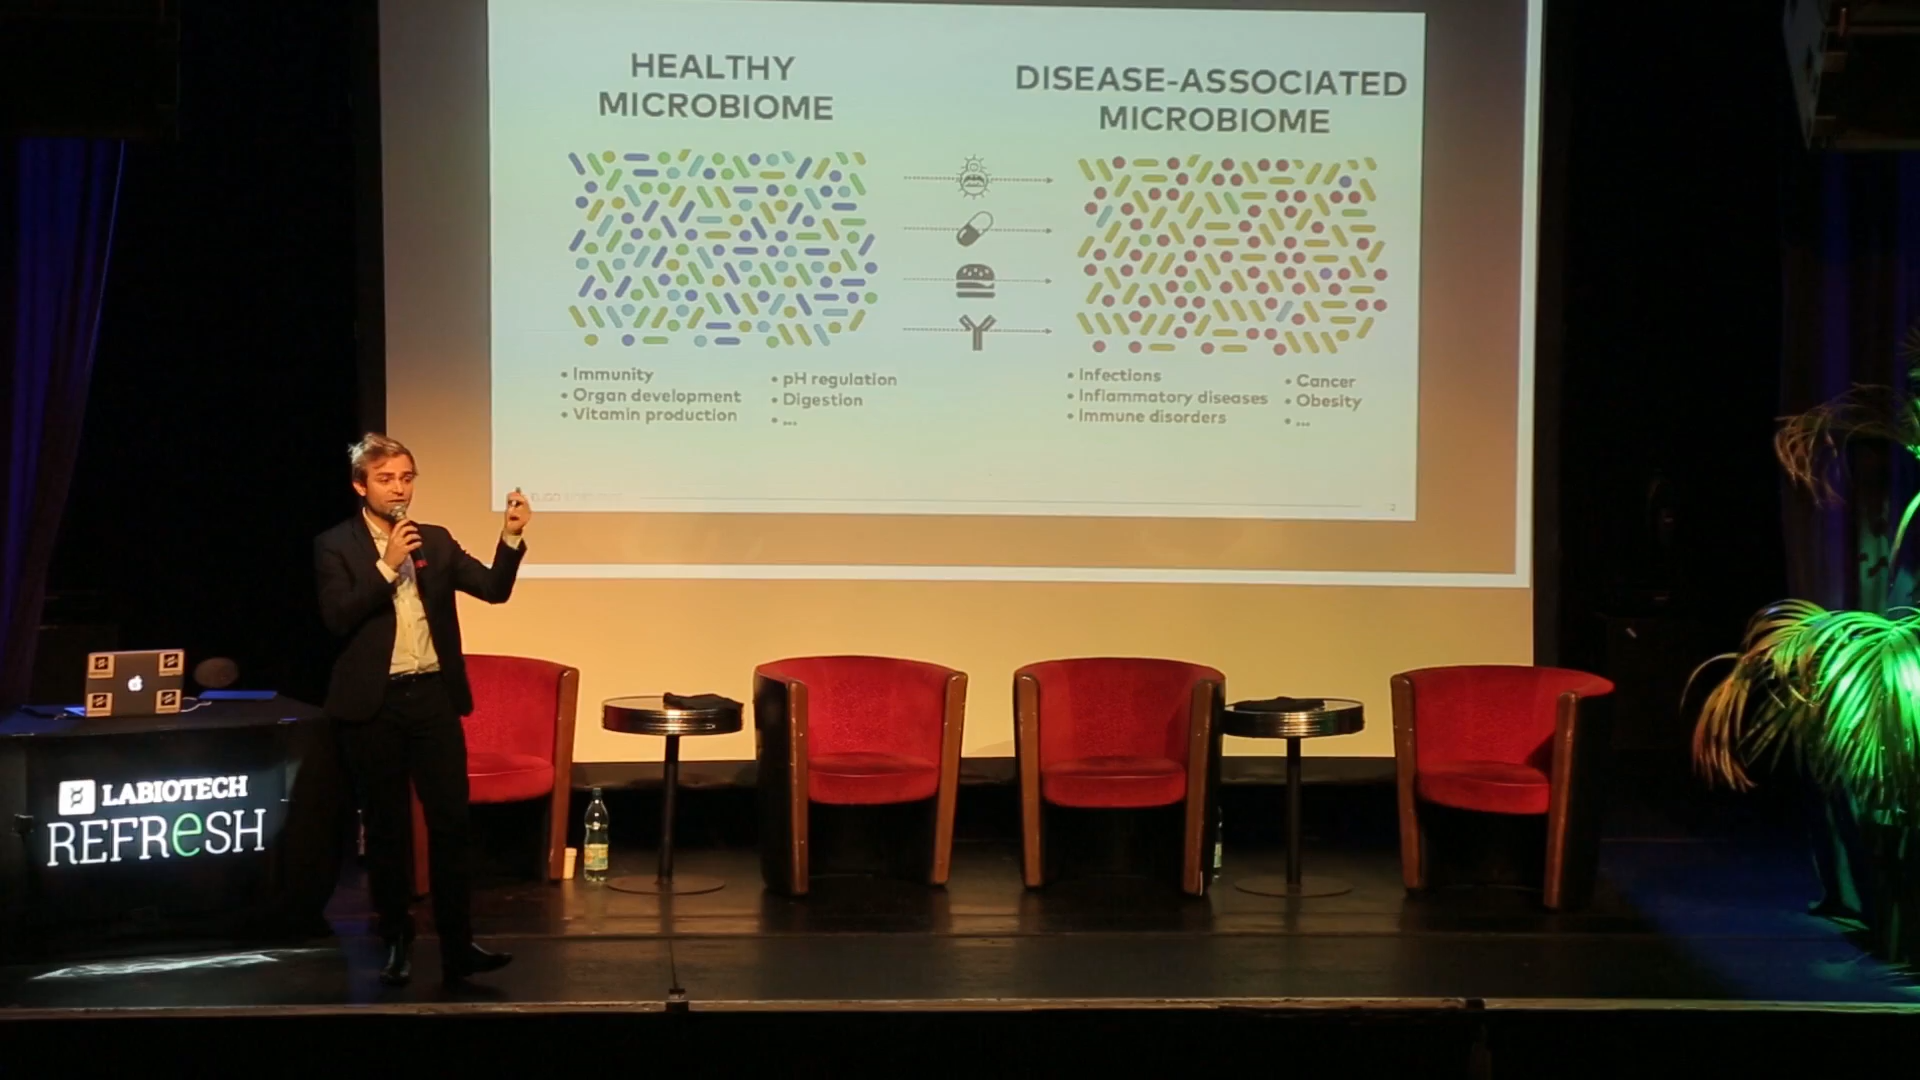 HEALTHY
MICROBIOME
DISEASE-ASSOCIATED
MICROBIOME
• Immunity
• Organ development
• Vitamin production
• pH regulation
• Digestion
• ...
• Infections
• Inflammatory diseases
• Immune disorders
• Cancer
• Obesity
• ...
2
LABIOTECH
REFReSH